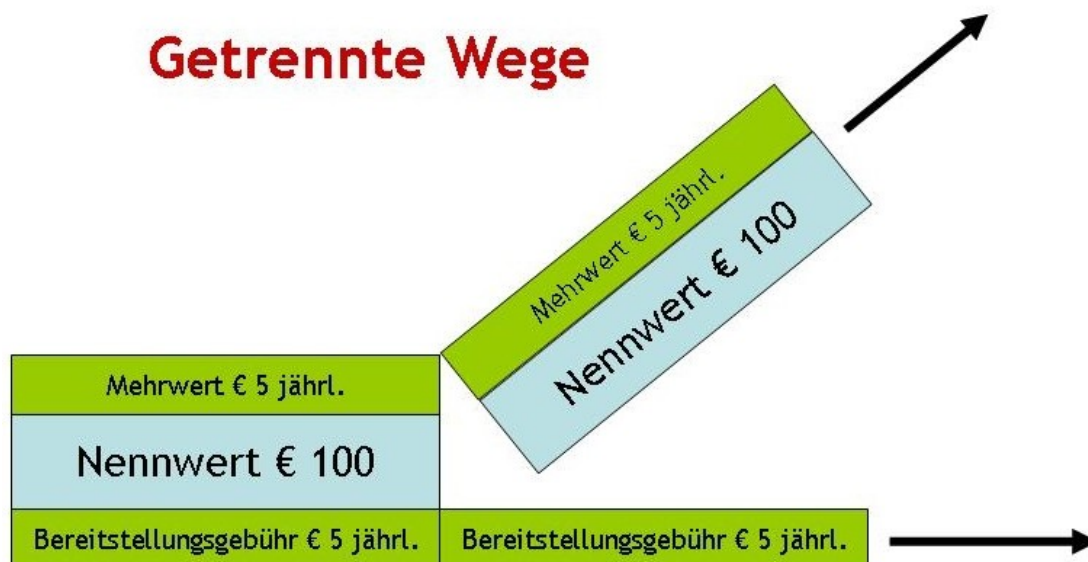 Getrennte Wege
Mehrwert € 5 jährl.
Nennwert € 100
Mehrwert € 5 jährl.
Nennwert € 100
Bereitstellungsgebühr € 5 jährl.
Bereitstellungsgebühr € 5 jährl.